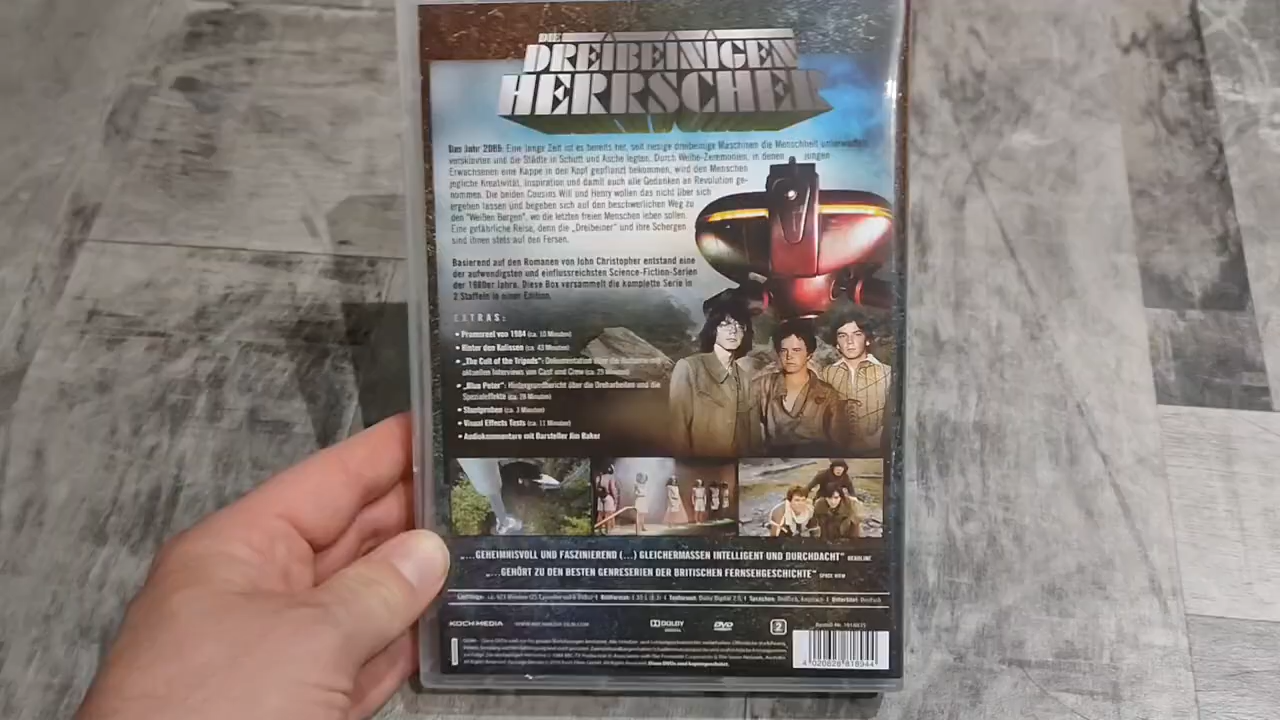 DIE
DREIBEINIGEN
HERRSCHER
Das Jahr 2089: Eine lange Zeit ist es bereits her, seit riesige dreibeinige Maschinen die Menschheit unterwarfen,
versklavten und die Städte in Schutt und Asche legten. Durch Weihe-Zeremonien, in denen jungen
Erwachsenen eine Kappe in den Kopf gepflanzt bekommen, wird den Menschen
jegliche Kreativität, Inspiration und damit auch alle Gedanken an Revolution ge-
nommen. Die beiden Cousins Will und Henry wollen das nicht über sich
ergehen lassen und begeben sich auf den beschwerlichen Weg zu
den "Weißen Bergen", wo die letzten freien Menschen leben sollen.
Eine gefährliche Reise, denn die „Dreibeiner" und ihre Schergen
sind ihnen stets auf den Fersen.
Basierend auf den Romanen von John Christopher entstand eine
der aufwendigsten und einflussreichsten Science-Fiction-Serien
der 1980er Jahre. Diese Box versammelt die komplette Serie in
2 Staffeln in einer Edition.
EXTRAS:
• Promoreel von 1984 (ca. 10 Minuten)
• Hinter den Kulissen (ca. 43 Minuten)
• „The Cult of the Tripods": Dokumentation über die mit
aktuellen Interviews von Cast und Crew (ca. 25 Minuten)
• „Blue Peter": Hintergrundbericht über die Dreharbeiten und die
Spezialeffekte (ca. 28 Minuten)
• Stuntproben (ca. 3 Minuten)
• Visual Effects Tests (ca. 11 Minuten)
• Audiokommentare mit Darsteller Jim Baker
„...GEHEIMNISVOLL UND FASZINIEREND (...) GLEICHERMASSEN INTELLIGENT UND DURCHDACHT" DEADLINE
„...GEHÖRT ZU DEN BESTEN GENRESERIEN DER BRITISCHEN FERNSEHGESCHICHTE" SPACE VIEW
KOCH MEDIA
DOLBY
DIGITAL
DVD
2
4 020628 818944